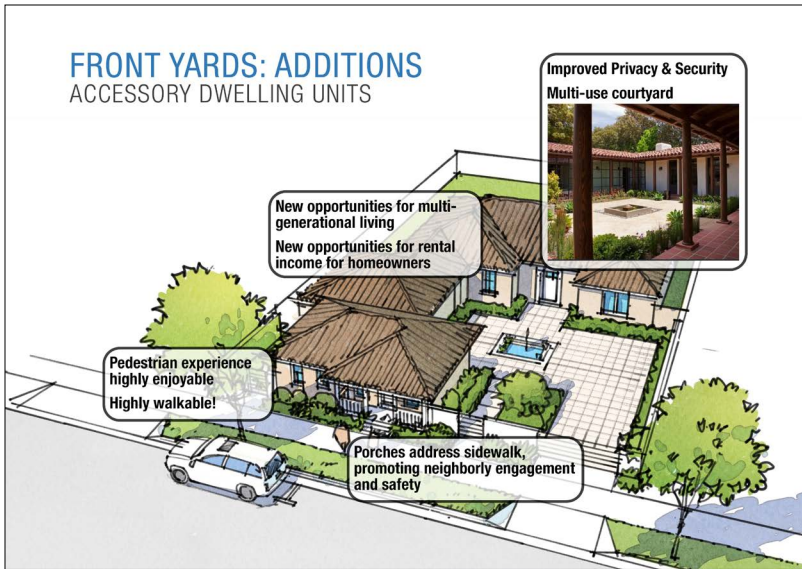 FRONT YARDS: ADDITIONS
ACCESSORY DWELLING UNITS
Improved Privacy & Security
Multi-use courtyard
New opportunities for multi-
generational living
New opportunities for rental
income for homeowners
Pedestrian experience
highly enjoyable
Highly walkable!
Porches address sidewalk,
promoting neighborly engagement
and safety